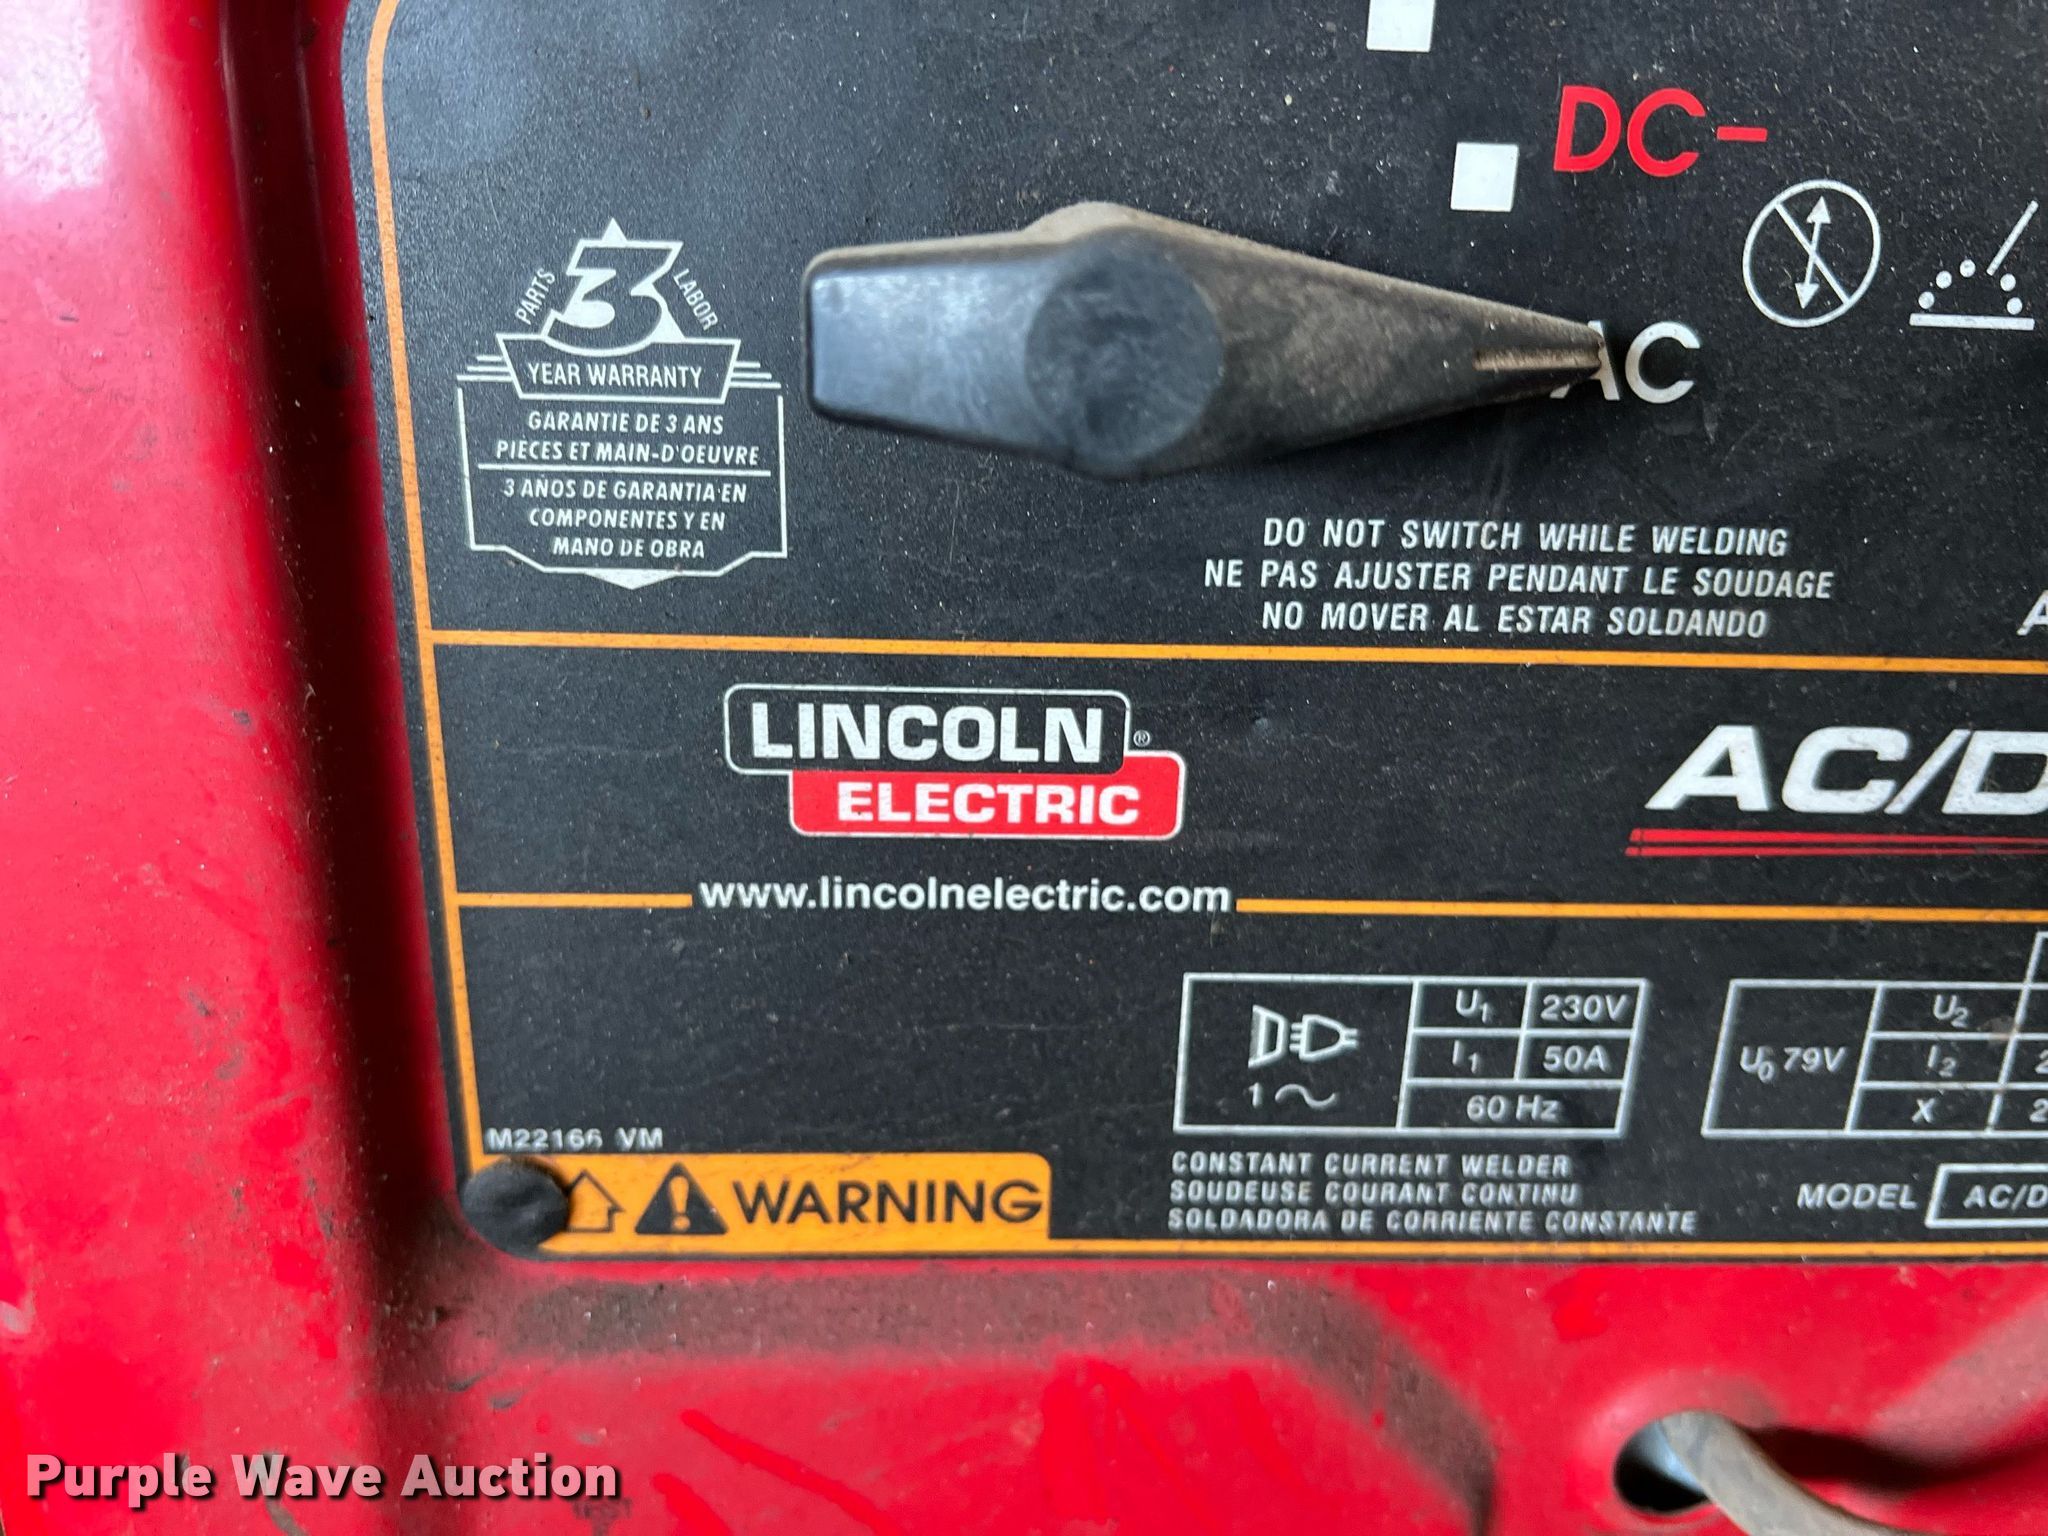 DC-
PARTS
3
LABOR
YEAR WARRANTY
GARANTIE DE 3 ANS
PIECES ET MAIN-D'OEUVRE
3 AÑOS DE GARANTIA EN
COMPONENTES Y EN
MANO DE OBRA
AC
DO NOT SWITCH WHILE WELDING
NE PAS AJUSTER PENDANT LE SOUDAGE
NO MOVER AL ESTAR SOLDANDO
A
LINCOLN®
ELECTRIC
AC/D
www.lincolnelectric.com
U1 230V
I1 50A
1 60 Hz
U2
U0 79V I2 2
X 2
M22166 VM
WARNING
CONSTANT CURRENT WELDER
SOUDEUSE COURANT CONTINU
SOLDADORA DE CORRIENTE CONSTANTE
MODEL AC/D
Purple Wave Auction